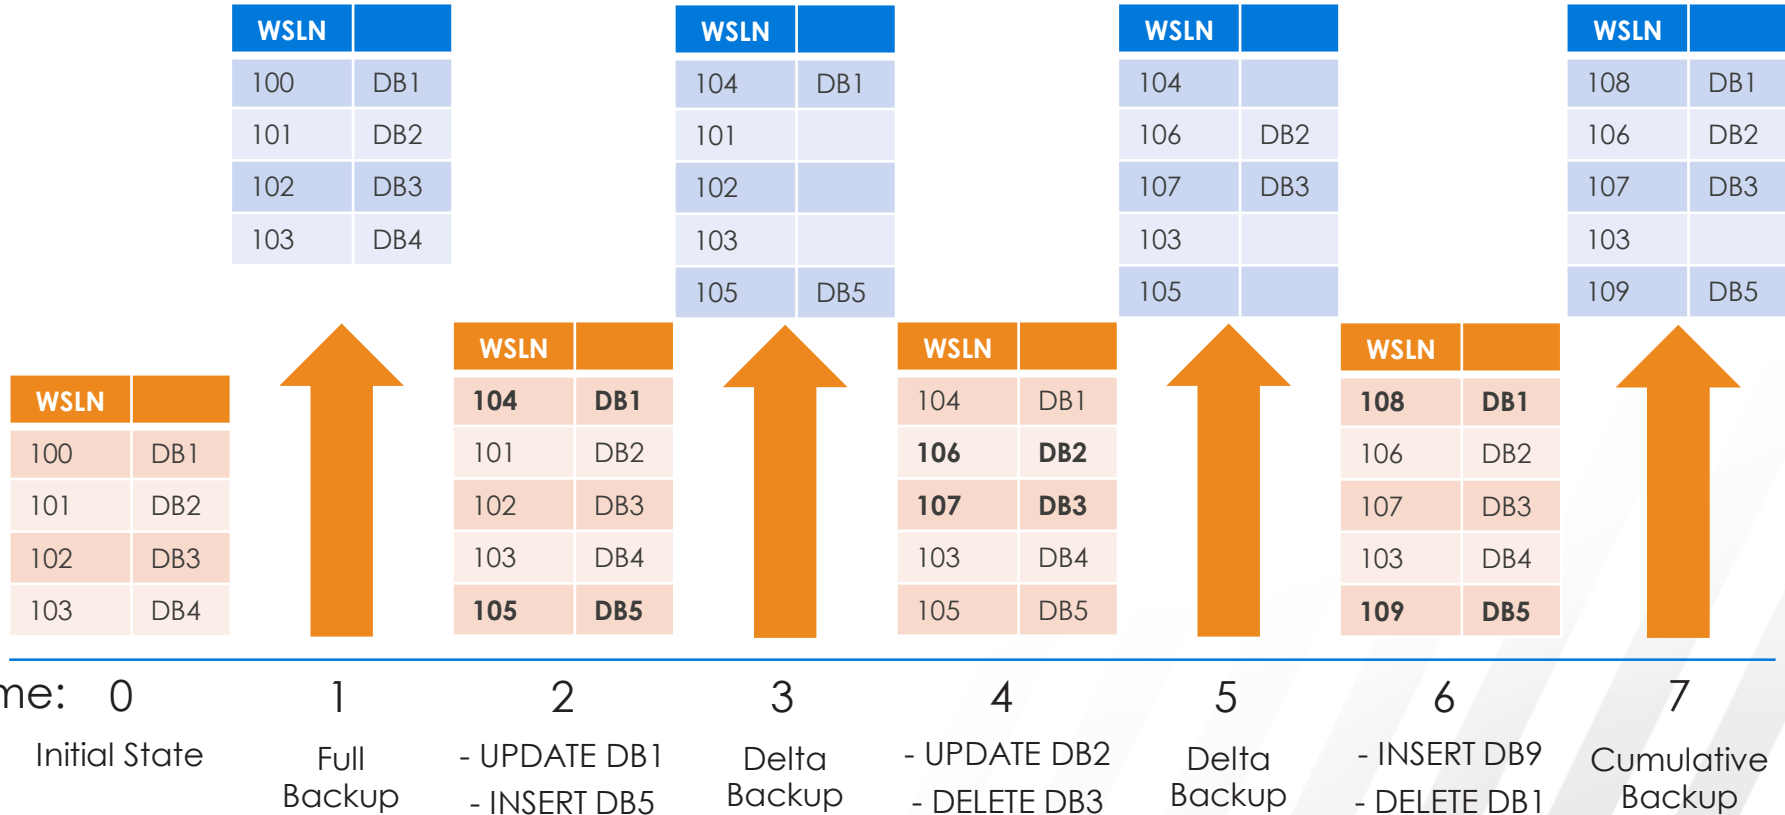 WSLN
100 DB1
101 DB2
102 DB3
103 DB4
WSLN
104 DB1
101
102
103
105 DB5
WSLN
104
106 DB2
107 DB3
103
105
WSLN
108 DB1
106 DB2
107 DB3
103
109 DB5
WSLN
100 DB1
101 DB2
102 DB3
103 DB4
WSLN
104 DB1
101 DB2
102 DB3
103 DB4
105 DB5
WSLN
104 DB1
106 DB2
107 DB3
103 DB4
105 DB5
WSLN
108 DB1
106 DB2
107 DB3
103 DB4
109 DB5
me: 0 1 2 3 4 5 6 7
Initial State
Full
Backup
- UPDATE DB1
- INSERT DB5
Delta
Backup
- UPDATE DB2
- DELETE DB3
Delta
Backup
- INSERT DB9
- DELETE DB1
Cumulative
Backup